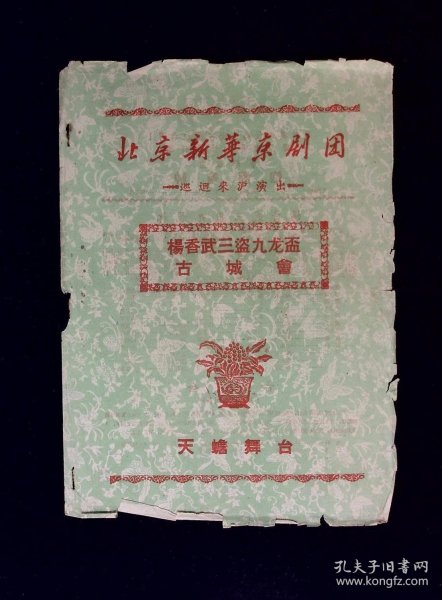 北京新華京剧团
巡迴來沪演出
楊香武三盗九龙盃
古城會
天蟾舞台
孔夫子旧书网
www.kongfz.com